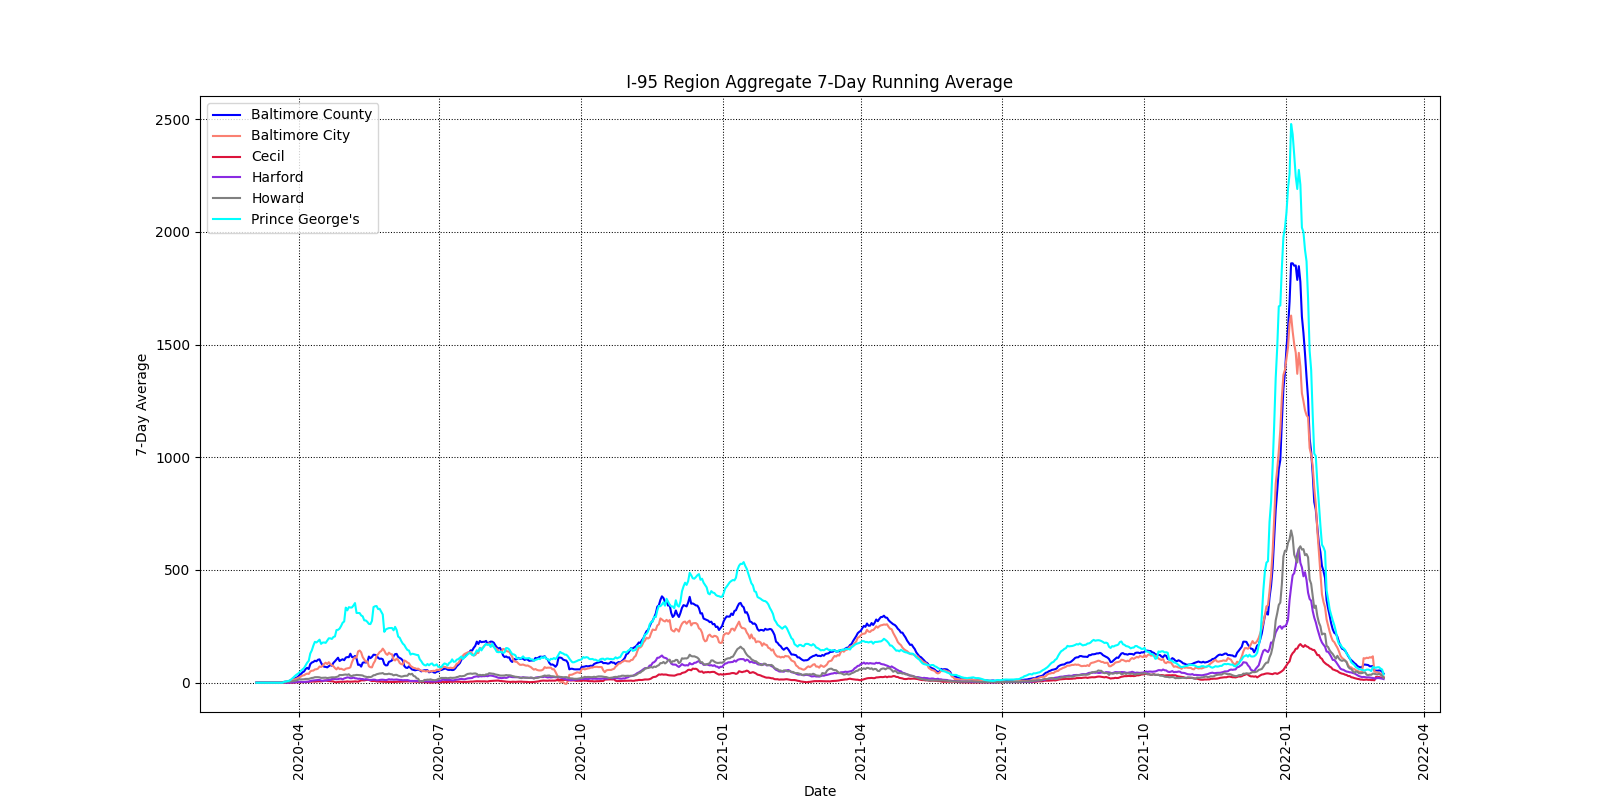 I-95 Region Aggregate 7-Day Running Average
Baltimore County
Baltimore City
Cecil
Harford
Howard
Prince George's
2500
2000
1500
1000
500
0
7-Day Average
2020-04
2020-07
2020-10
2021-01
2021-04
2021-07
2021-10
2022-01
2022-04
Date